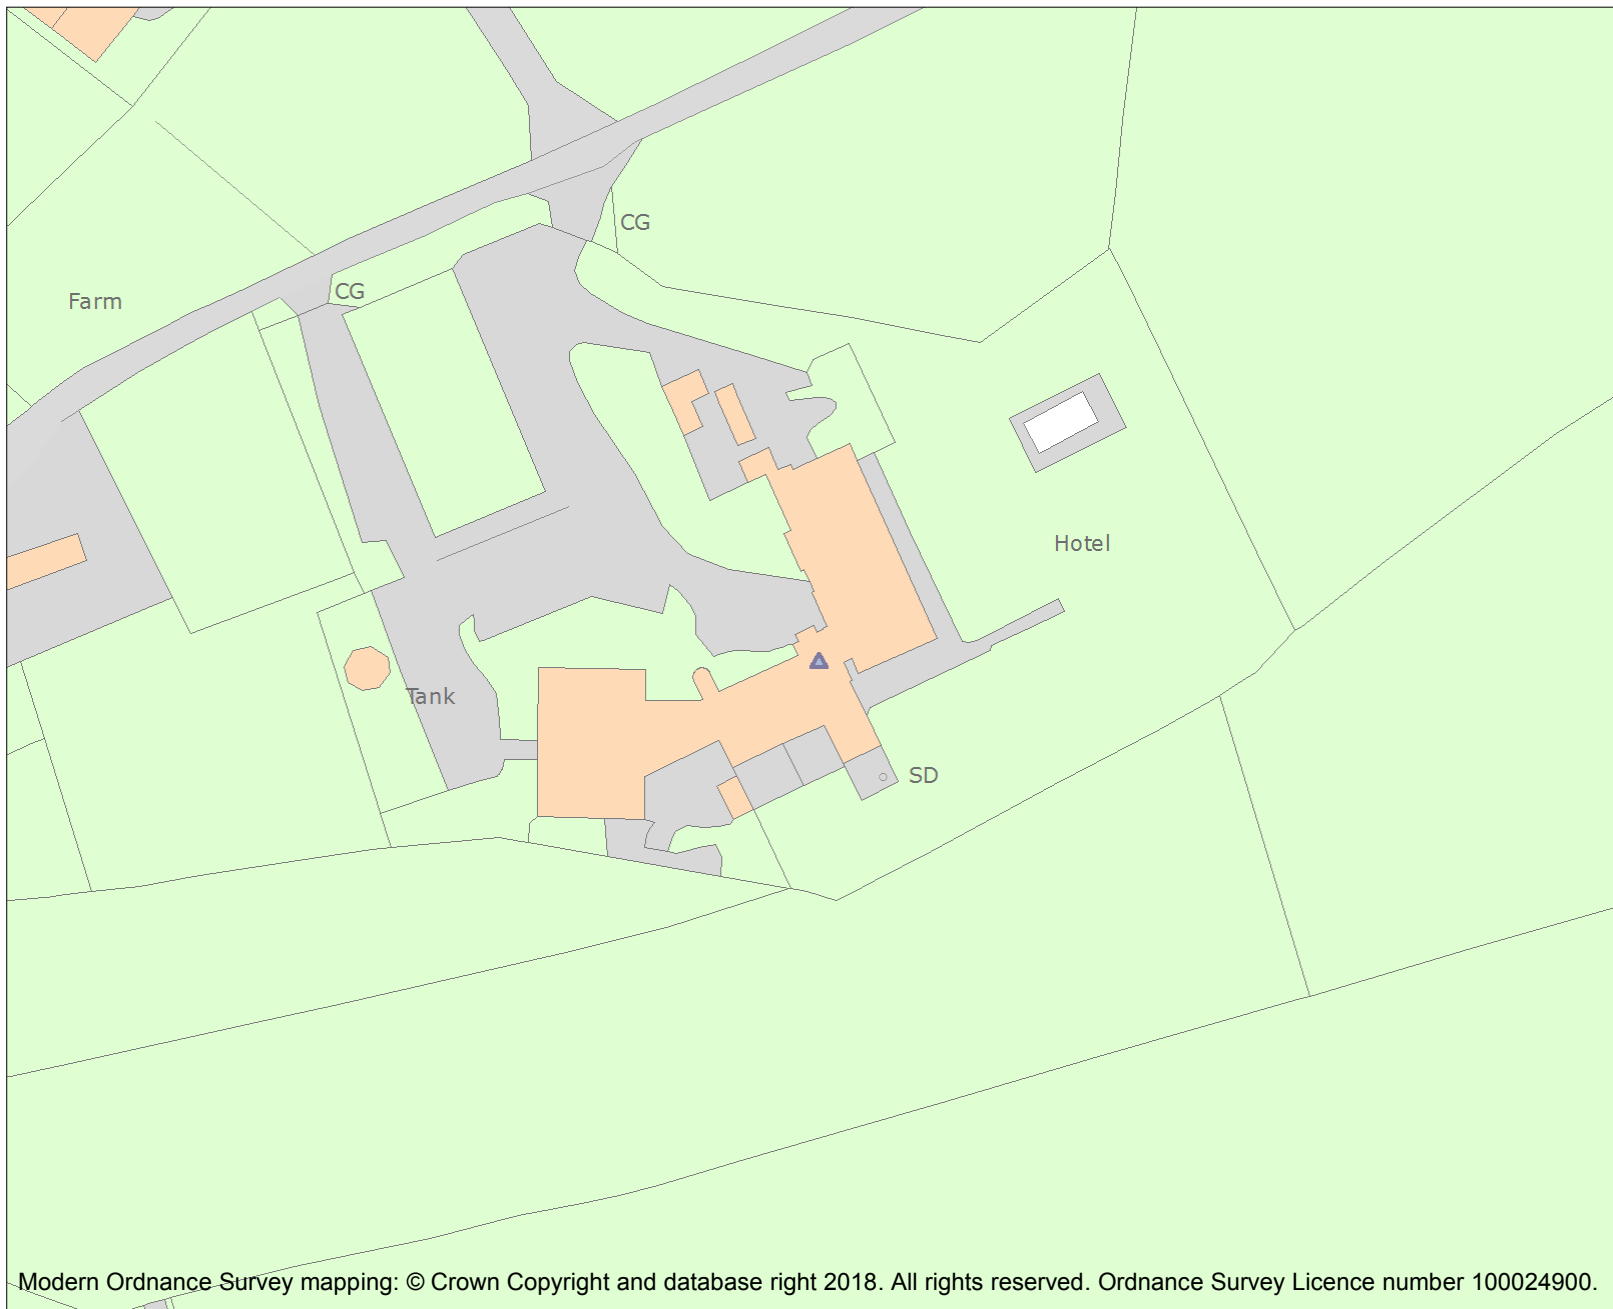 CG
CG
Farm
Hotel
Tank
SD
Modern Ordnance Survey mapping: © Crown Copyright and database right 2018. All rights reserved. Ordnance Survey Licence number 100024900.